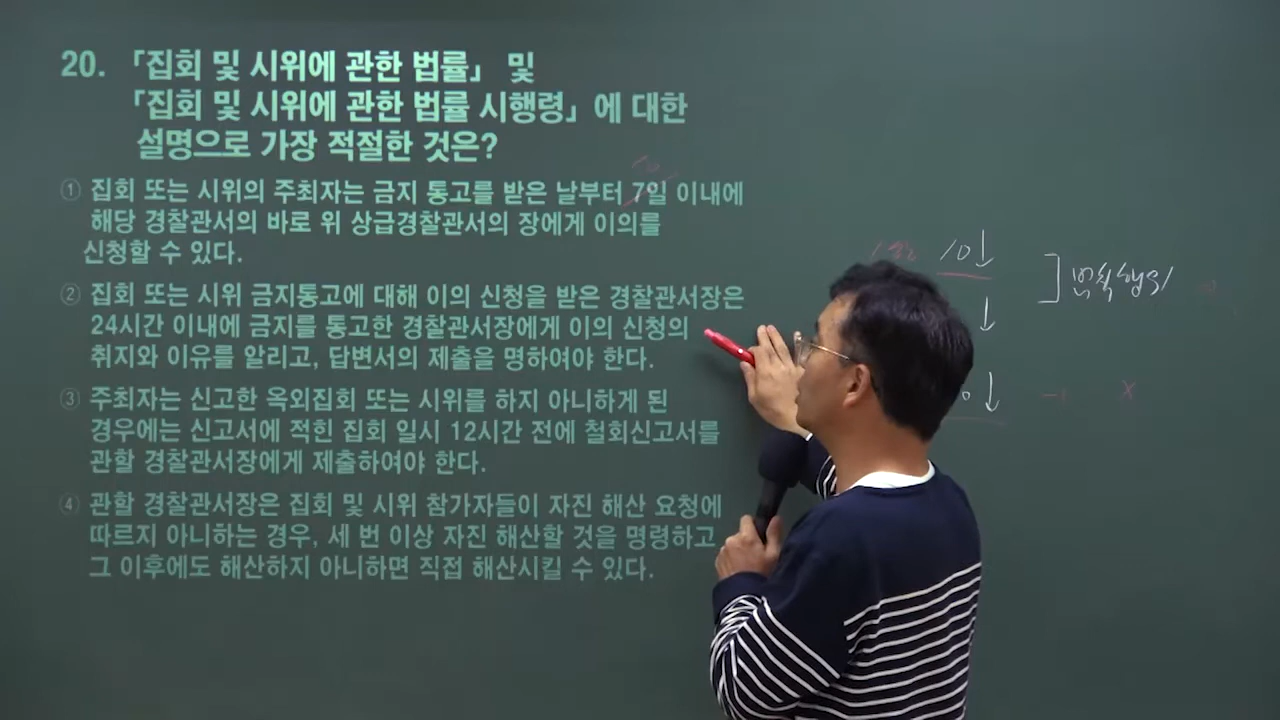 20. 「집회 및 시위에 관한 법률」 및
「집회 및 시위에 관한 법률 시행령」에 대한
설명으로 가장 적절한 것은?
① 집회 또는 시위의 주최자는 금지 통고를 받은 날부터 7일 이내에
해당 경찰관서의 바로 위 상급경찰관서의 장에게 이의를
신청할 수 있다.
② 집회 또는 시위 금지통고에 대해 이의 신청을 받은 경찰관서장은
24시간 이내에 금지를 통고한 경찰관서장에게 이의 신청의
취지와 이유를 알리고, 답변서의 제출을 명하여야 한다.
③ 주최자는 신고한 옥외집회 또는 시위를 하지 아니하게 된
경우에는 신고서에 적힌 집회 일시 12시간 전에 철회신고서를
관할 경찰관서장에게 제출하여야 한다.
④ 관할 경찰관서장은 집회 및 시위 참가자들이 자진 해산 요청에
따르지 아니하는 경우, 세 번 이상 자진 해산할 것을 명령하고
그 이후에도 해산하지 아니하면 직접 해산시킬 수 있다.
10인